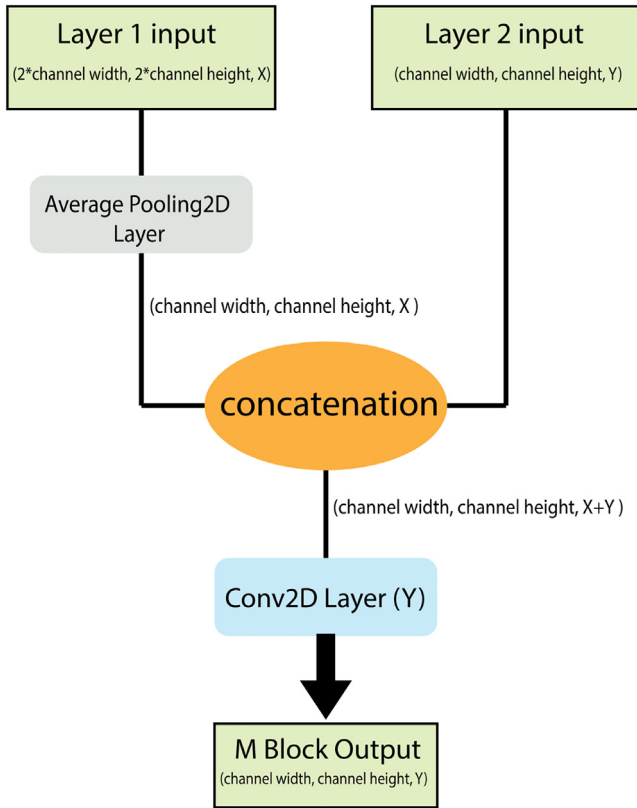 Layer 1 input
(2*channel width, 2*channel height, X)
Layer 2 input
(channel width, channel height, Y)
Average Pooling2D
Layer
(channel width, channel height, X )
concatenation
(channel width, channel height, X+Y )
Conv2D Layer (Y)
M Block Output
(channel width, channel height, Y)